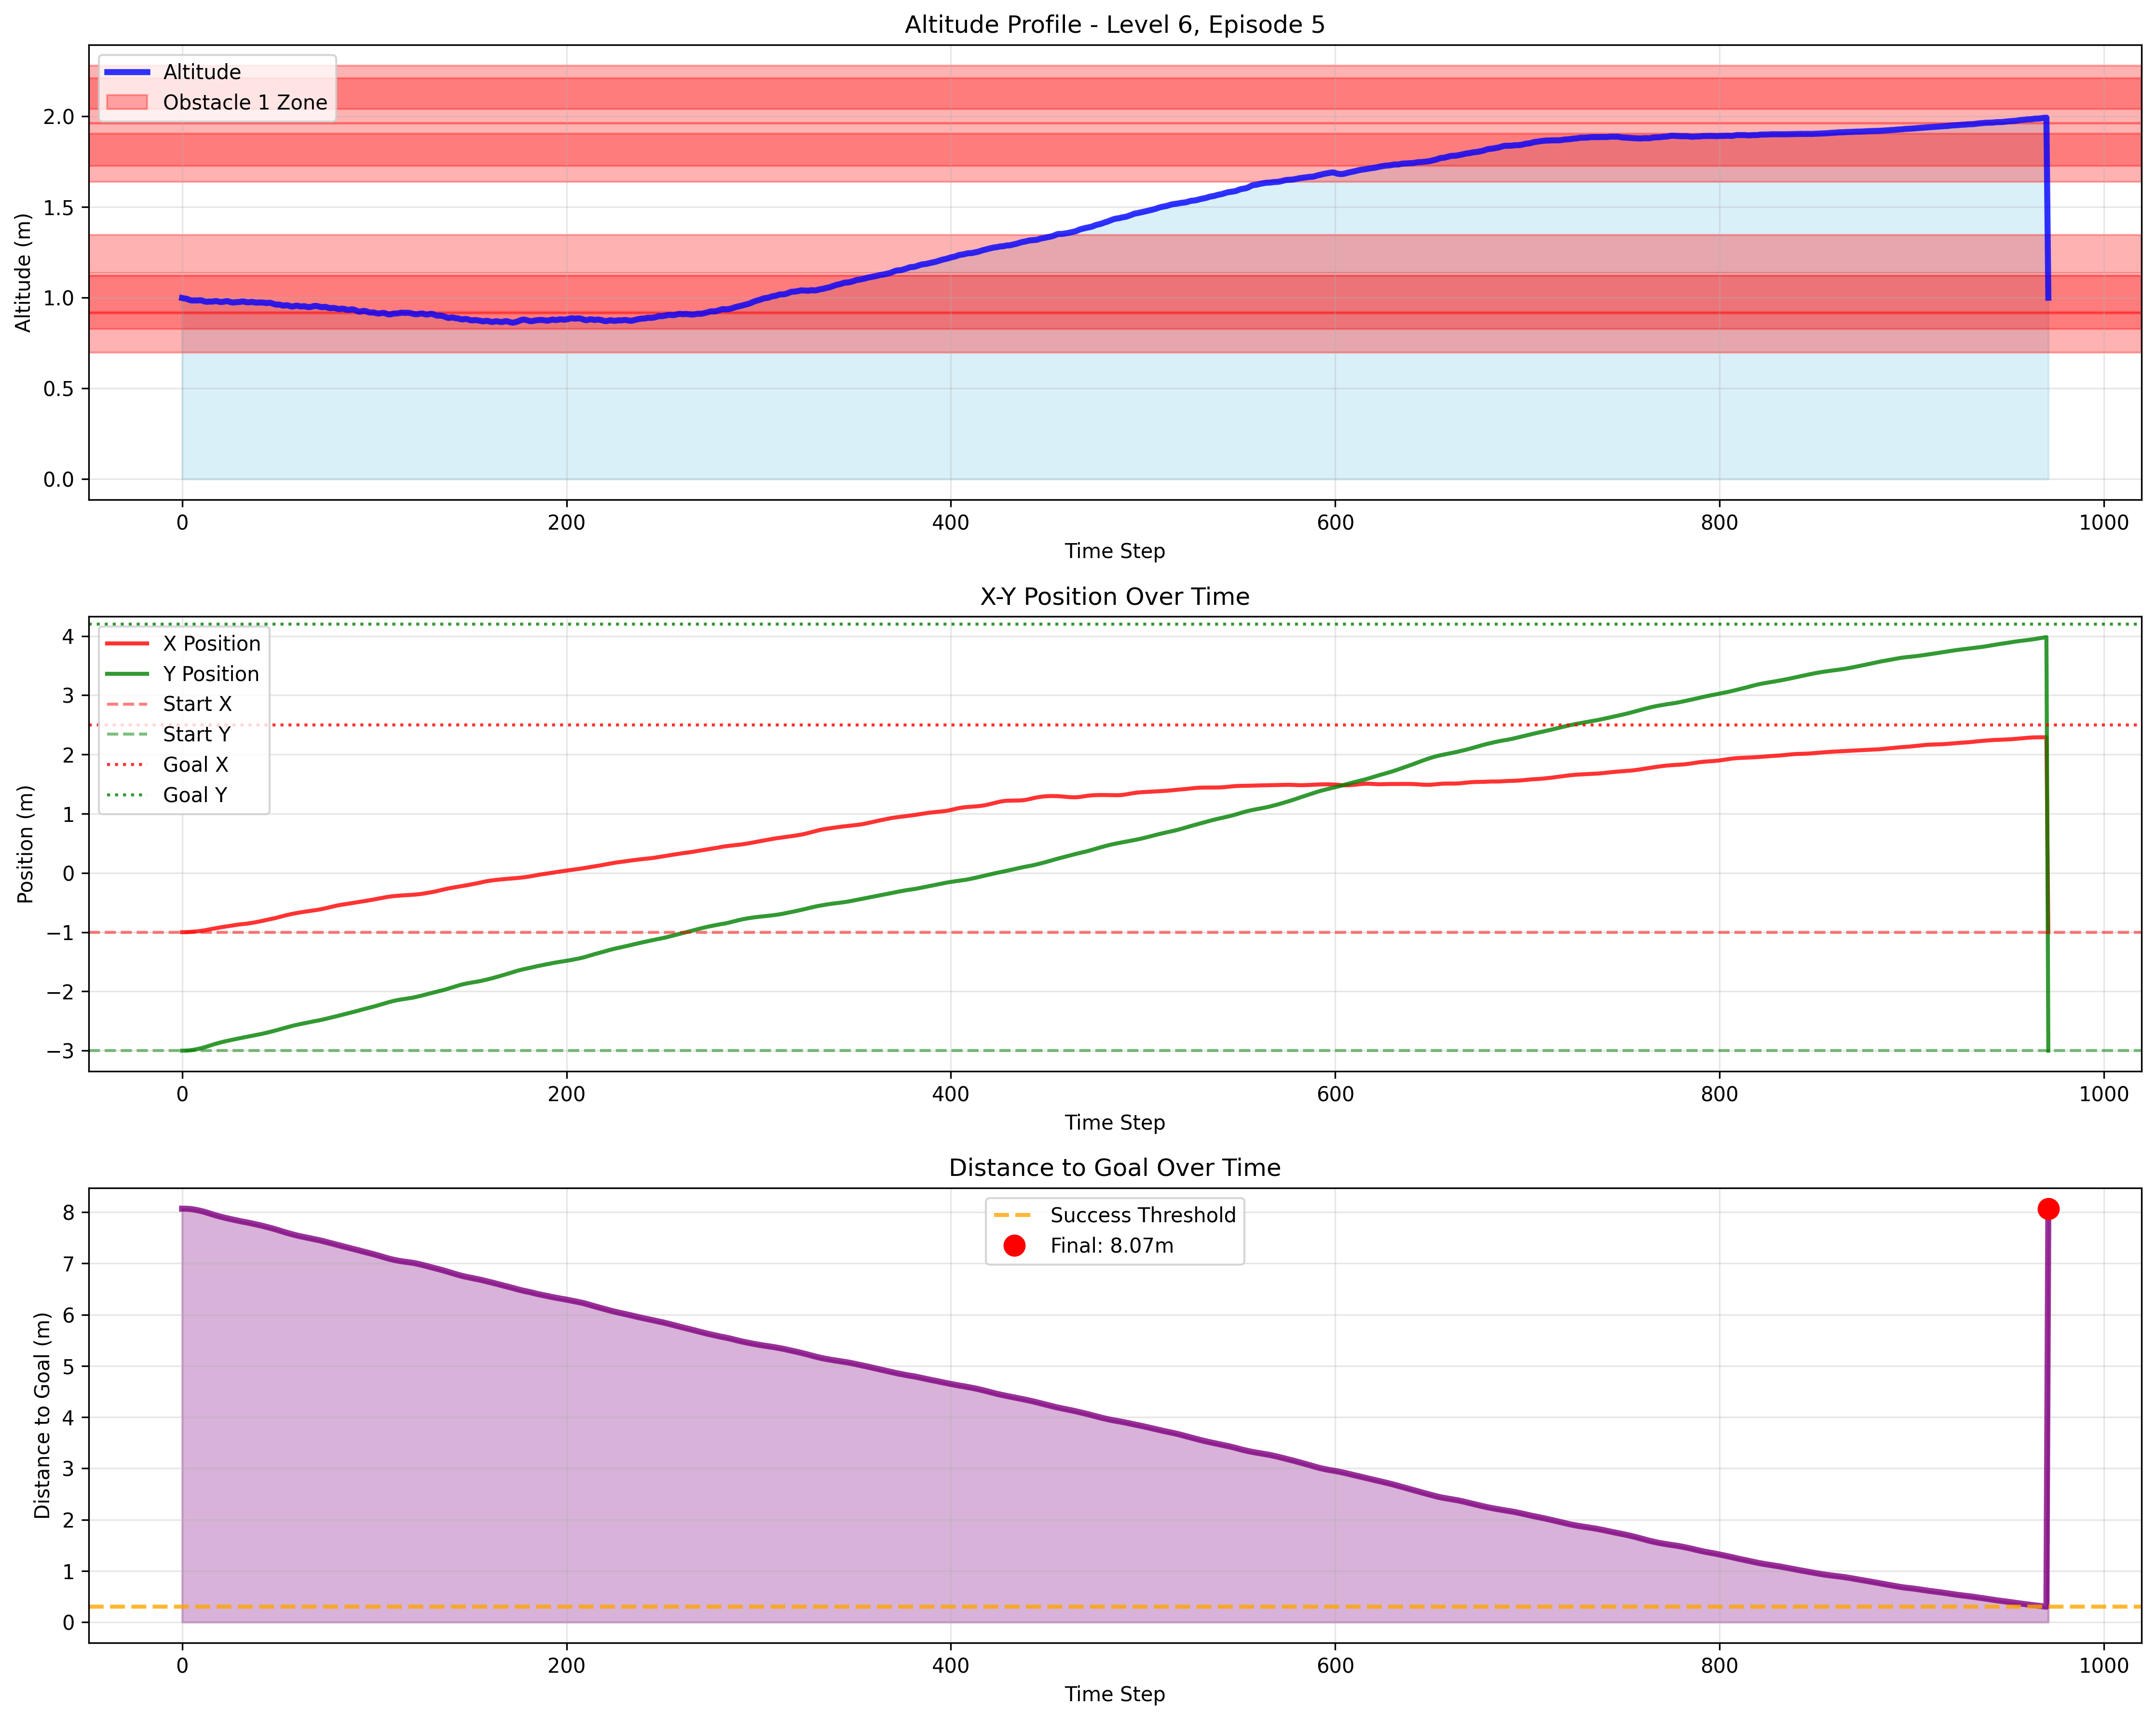 Altitude Profile - Level 6, Episode 5
Altitude (m)
2.0
1.5
1.0
0.5
0.0
Altitude
Obstacle 1 Zone
0 200 400 600 800 1000
Time Step
X-Y Position Over Time
Position (m)
4
3
2
1
0
−1
−2
−3
X Position
Y Position
Start X
Start Y
Goal X
Goal Y
0 200 400 600 800 1000
Time Step
Distance to Goal Over Time
Distance to Goal (m)
8
7
6
5
4
3
2
1
0
Success Threshold
Final: 8.07m
0 200 400 600 800 1000
Time Step